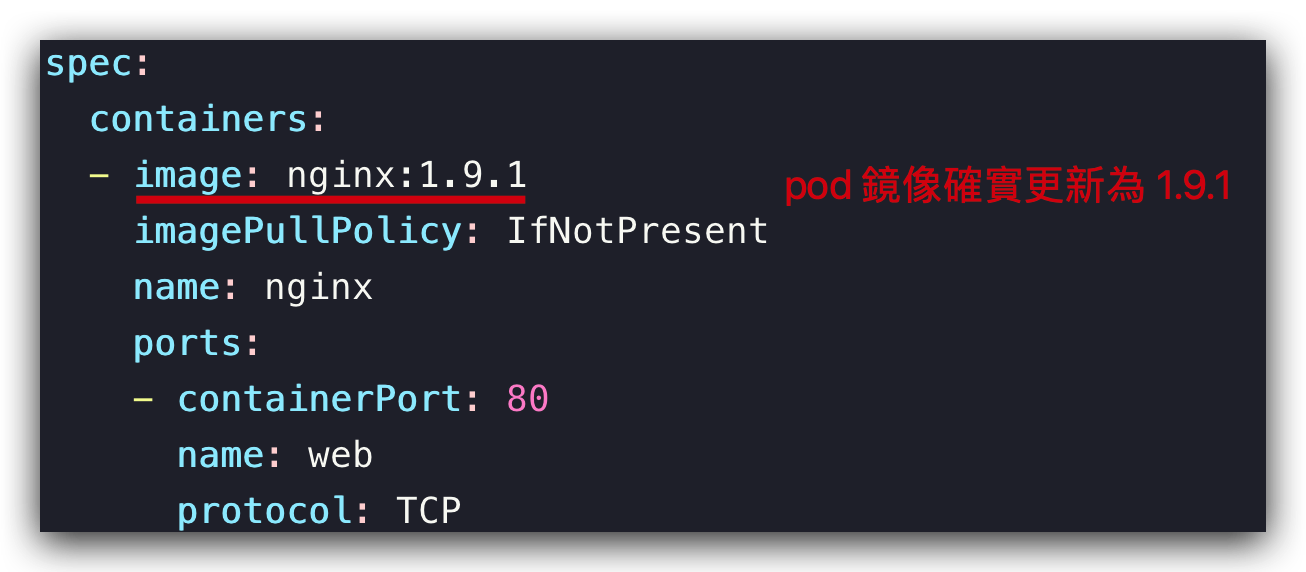 spec:
  containers:
  - image: nginx:1.9.1
pod 鏡像確實更新為 1.9.1
    imagePullPolicy: IfNotPresent
    name: nginx
    ports:
    - containerPort: 80
      name: web
      protocol: TCP